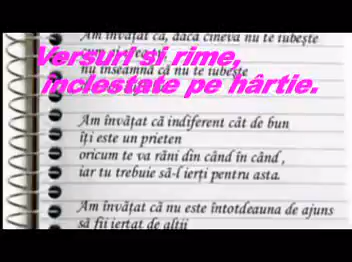 Am învățat că, dacă cineva nu te iubește
Versuri si rime,
nu înseamnă că nu te iubește
înclestate pe hârtie.
Am învățat că indiferent cât de bun
îți este un prieten
oricum te va răni din când în când,
iar tu trebuie să-l ierți pentru asta.
Am învățat că nu este întotdeauna de ajuns
să fii iertat de alții